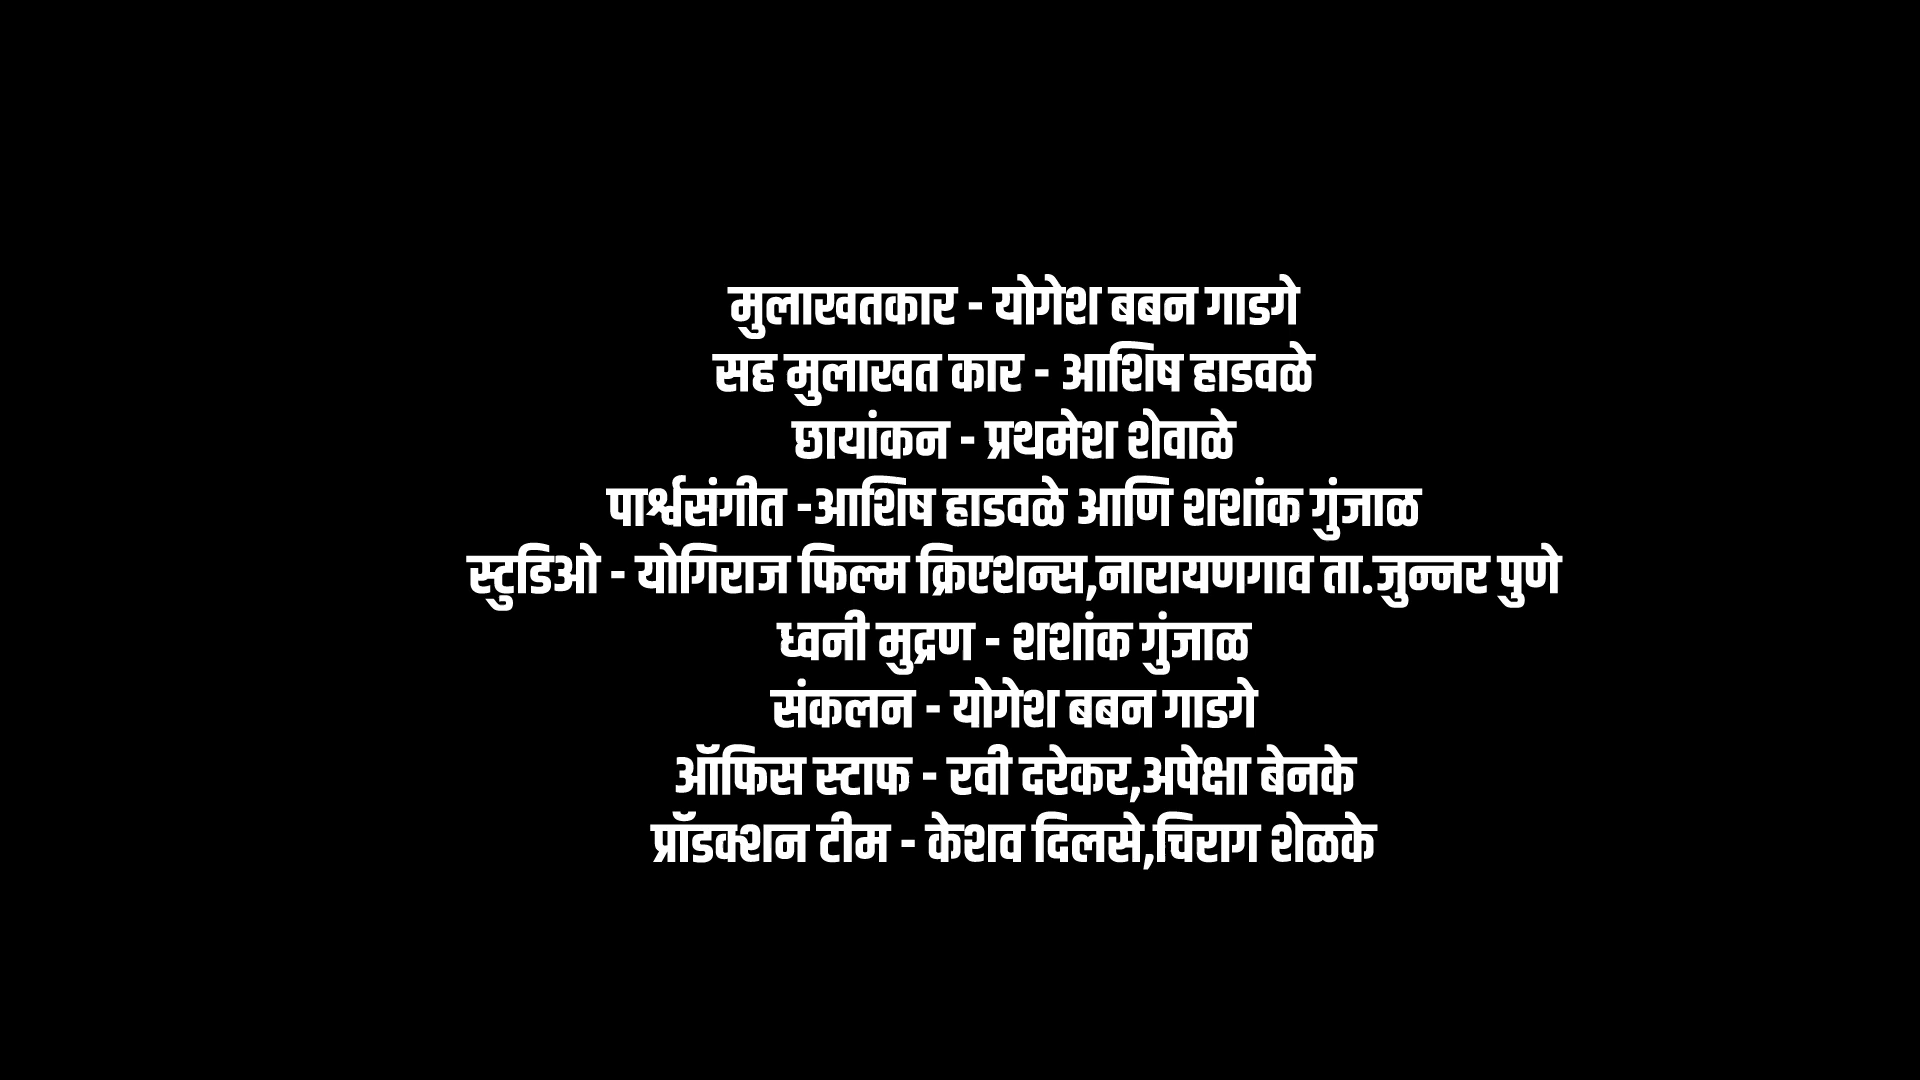 मुलाखतकार - योगेश बबन गाडगे
सह मुलाखत कार - आशिष हाडवळे
छायांकन - प्रथमेश शेवाळे
पार्श्वसंगीत -आशिष हाडवळे आणि शशांक गुंजाळ
स्टुडिओ - योगिराज फिल्म क्रिएशन्स,नारायणगाव ता.जुन्नर पुणे
ध्वनी मुद्रण - शशांक गुंजाळ
संकलन - योगेश बबन गाडगे
ऑफिस स्टाफ - रवी दरेकर,अपेक्षा बेनके
प्रॉडक्शन टीम - केशव दिलसे,चिराग शेळके